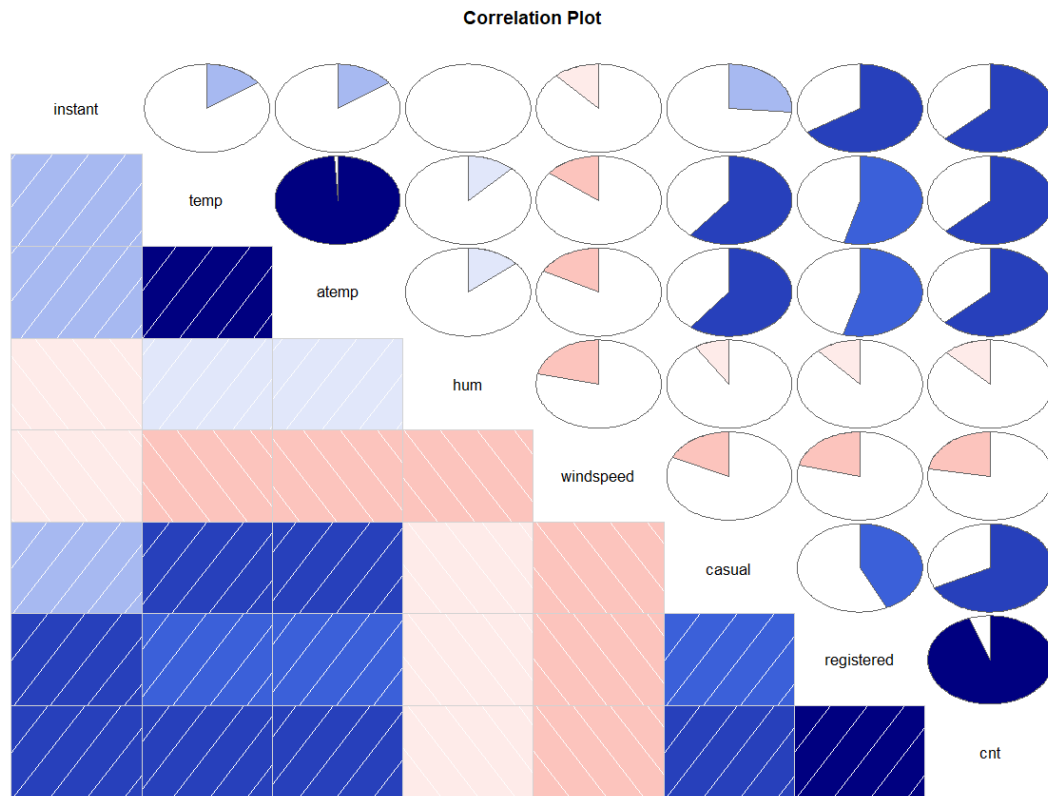 Correlation Plot
instant
temp
atemp
hum
windspeed
casual
registered
cnt